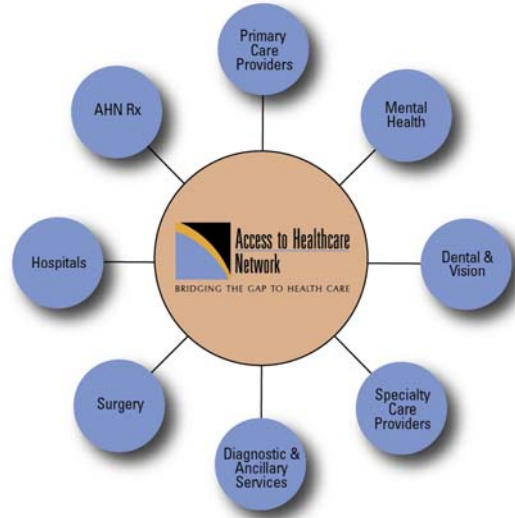 Primary
Care
Providers
Mental
Health
Dental &
Vision
Specialty
Care
Providers
Diagnostic &
Ancillary
Services
Surgery
Hospitals
AHN Rx
Access to Healthcare
Network
BRIDGING THE GAP TO HEALTH CARE